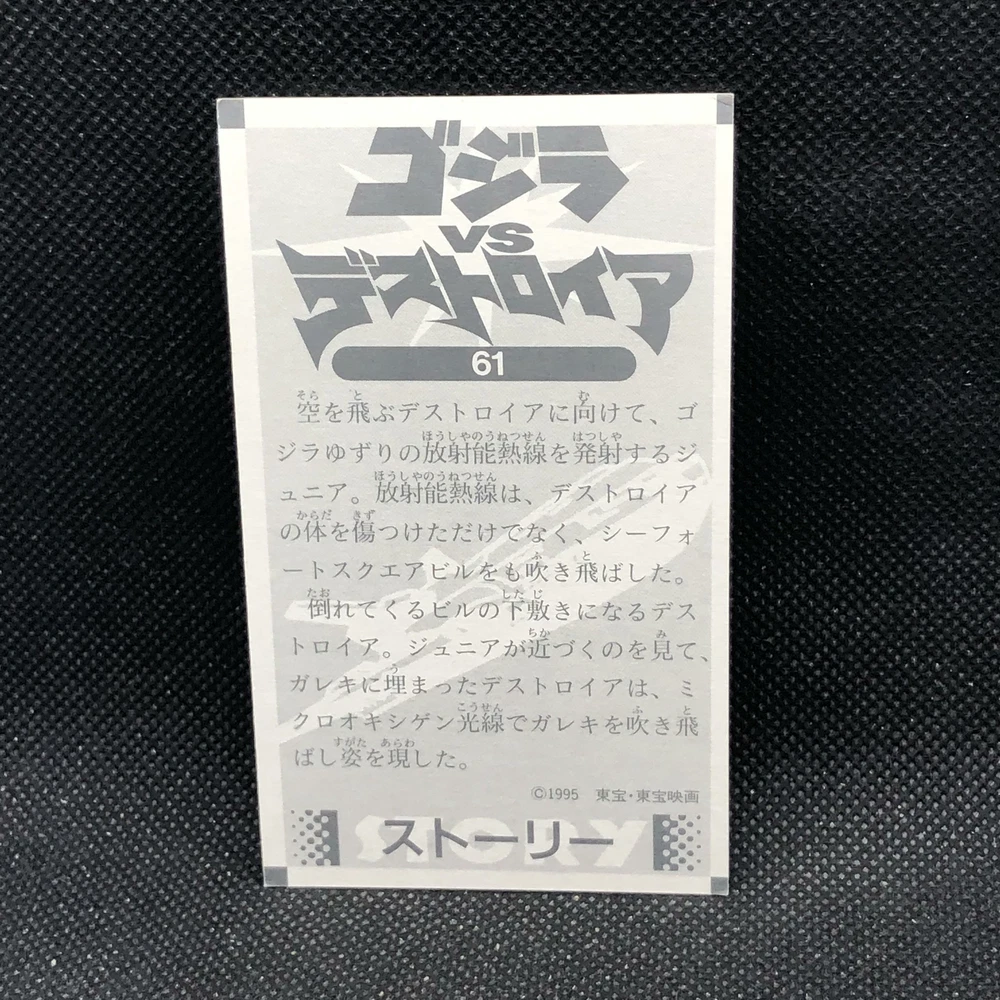 ゴジラ
VS
デストロイア
61
空を飛ぶデストロイアに向けて、ゴ
ジラゆずりの放射能熱線を発射するジ
ュニア。放射能熱線は、デストロイア
の体を傷つけただけでなく、シーフォ
ートスクエアビルをも吹き飛ばした。
倒れてくるビルの下敷きになるデス
トロイア。ジュニアが近づくのを見て、
ガレキに埋まったデストロイアは、ミ
クロオキシゲン光線でガレキを吹き飛
ばし姿を現した。
©1995 東宝・東宝映画
ストーリー